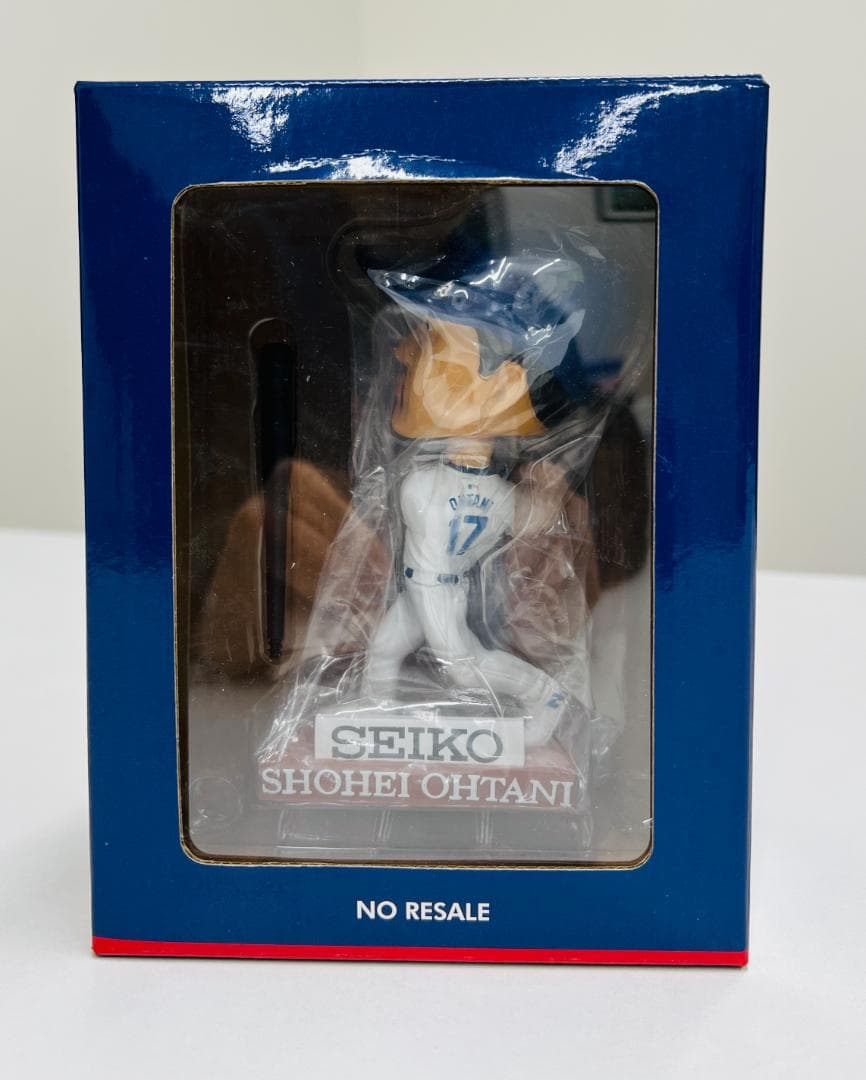 OHTANI
17
SEIKO
SHOHEI OHTANI
NO RESALE